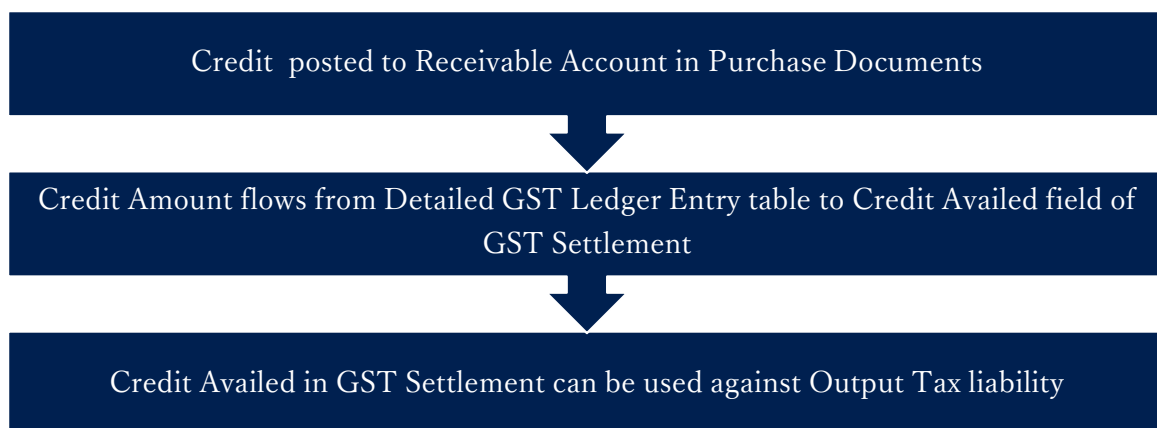 Credit  posted to Receivable Account in Purchase Documents
Credit Amount flows from Detailed GST Ledger Entry table to Credit Availed field of
GST Settlement
Credit Availed in GST Settlement can be used against Output Tax liability